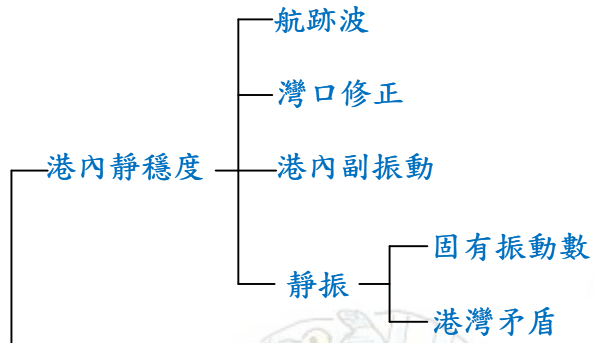 航跡波
灣口修正
港內靜穩度
港內副振動
靜振
固有振動數
港灣矛盾